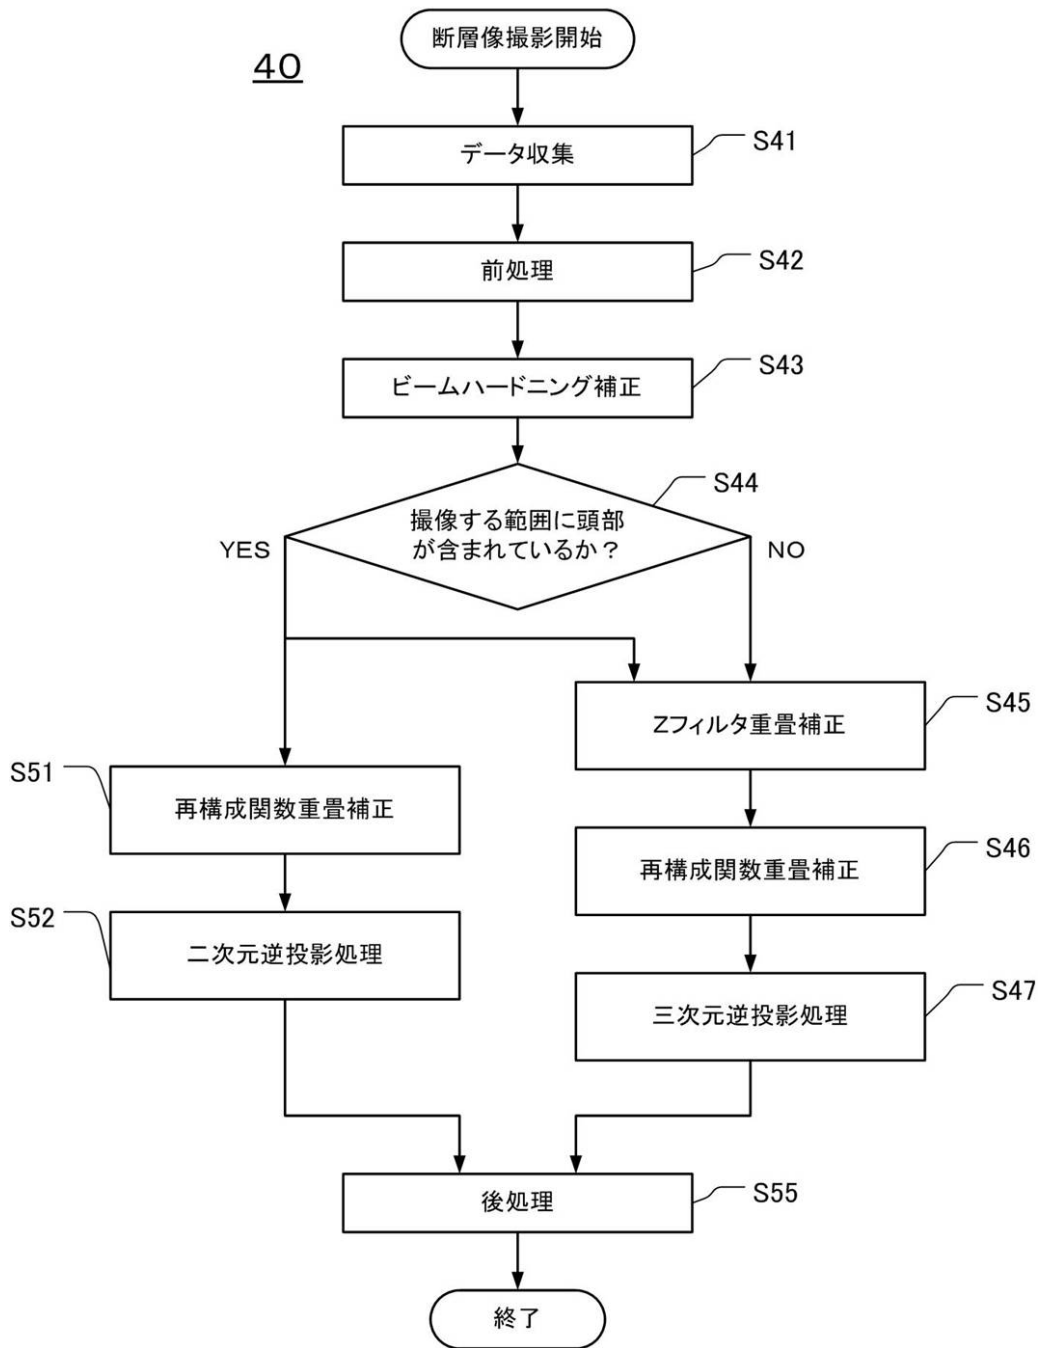 断層像撮影開始
40
データ収集
S41
前処理
S42
ビームハードニング補正
S43
S44
撮像する範囲に頭部
が含まれているか？
YES
NO
Zフィルタ重畳補正
S45
S51
再構成関数重畳補正
再構成関数重畳補正
S46
S52
二次元逆投影処理
三次元逆投影処理
S47
後処理
S55
終了